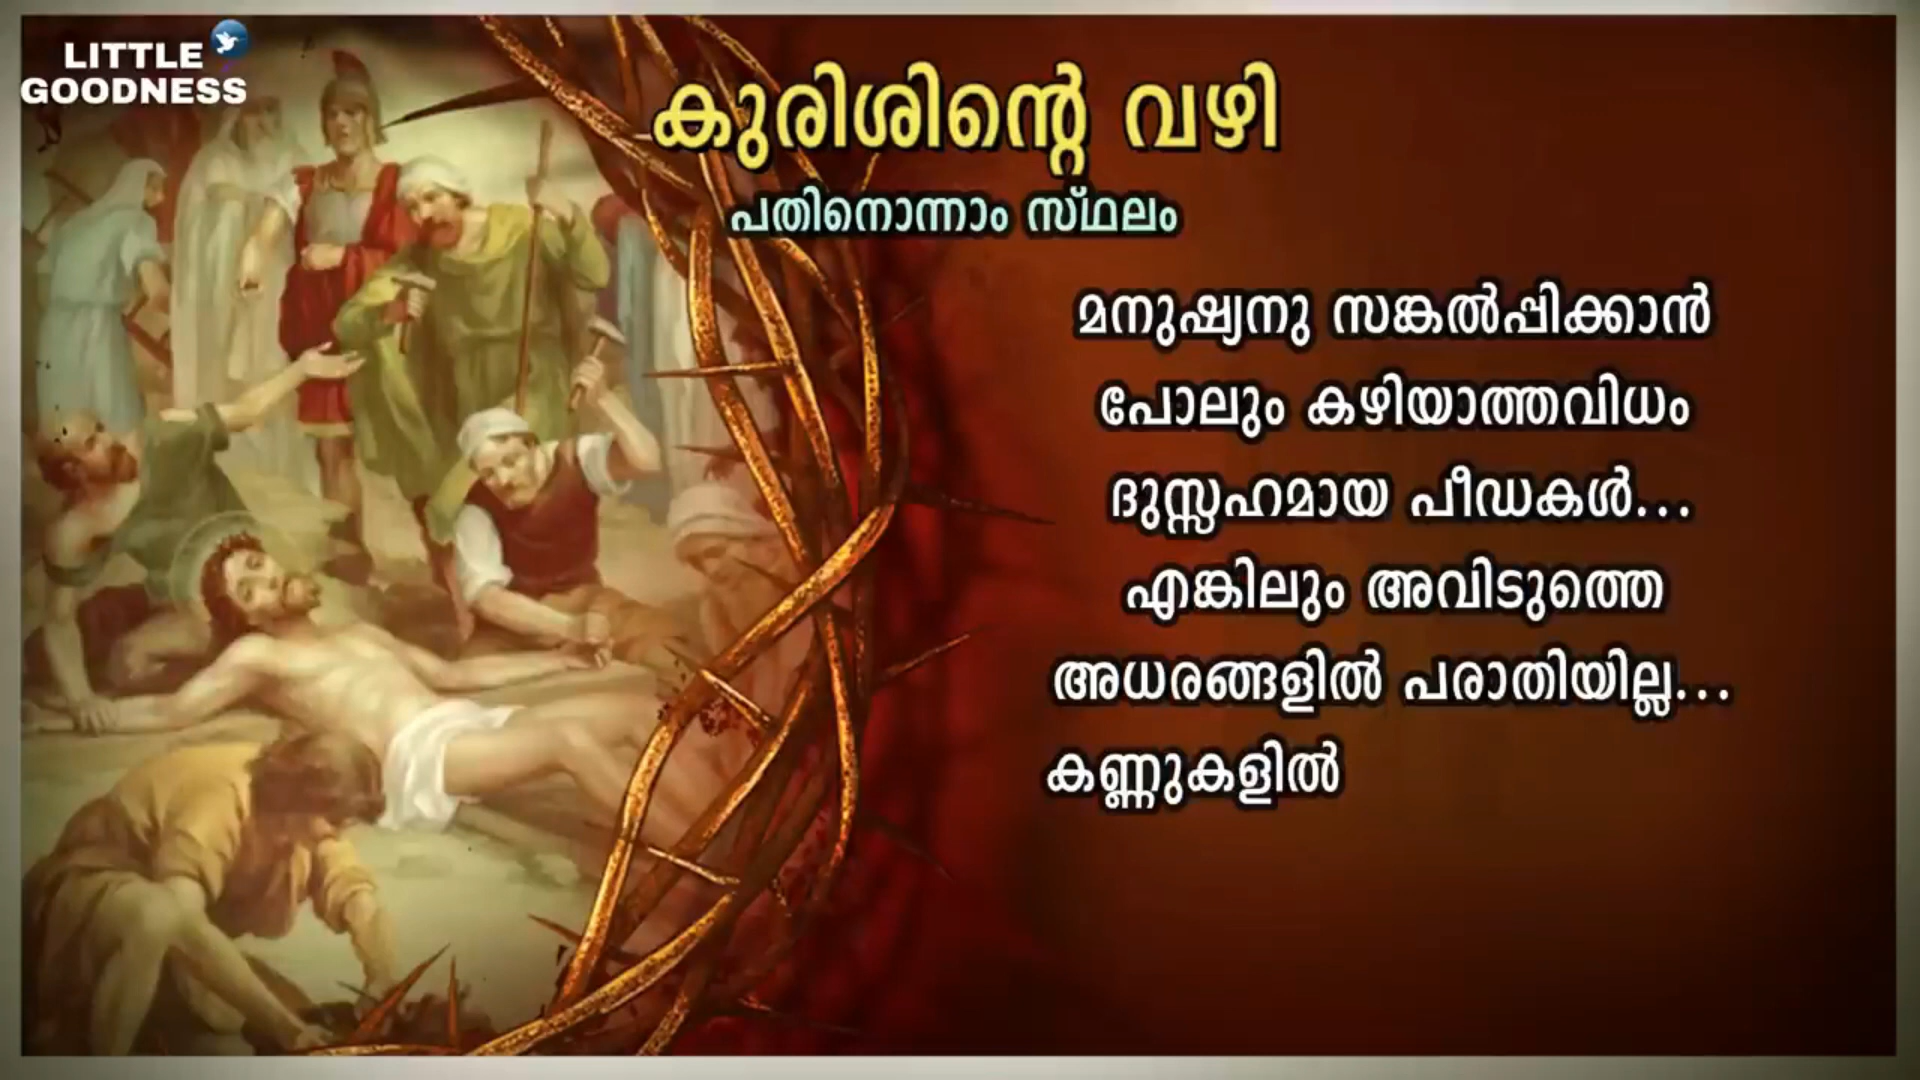 LITTLE
GOODNESS
കുരിശിന്റെ വഴി
പതിനൊന്നാം സ്ഥലം
മനുഷ്യനു സങ്കൽപ്പിക്കാൻ
പോലും കഴിയാത്തവിധം
ദുസ്സഹമായ പീഡകൾ...
എങ്കിലും അവിടുത്തെ
അധരങ്ങളിൽ പരാതിയില്ല...
കണ്ണുകളിൽ